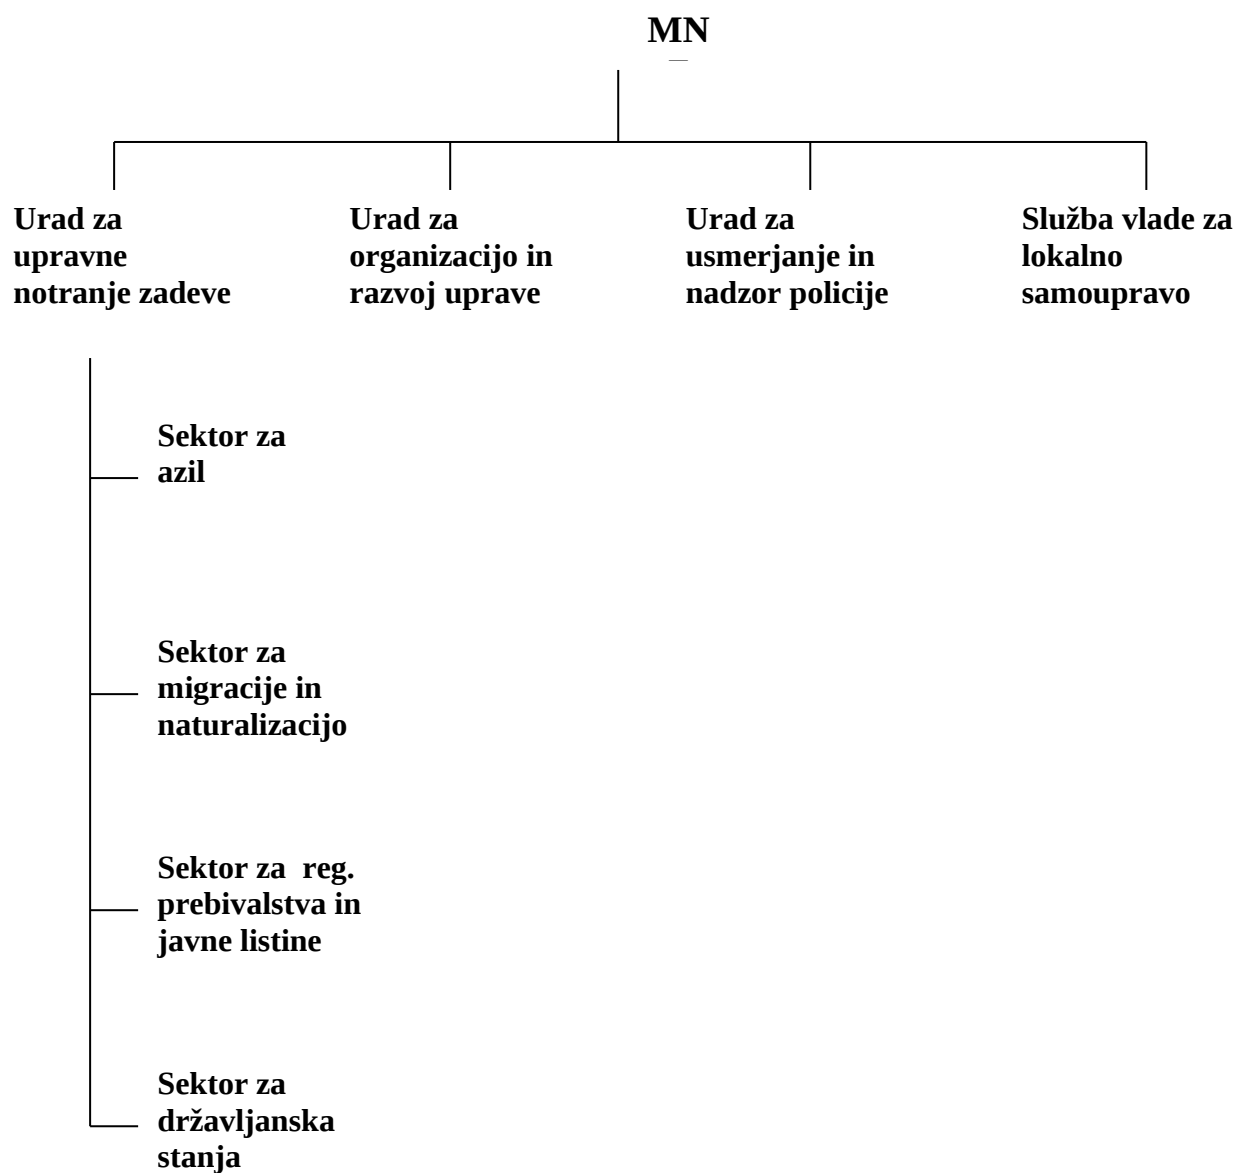 MN
Urad za
upravne
notranje zadeve
Urad za
organizacijo in
razvoj uprave
Urad za
usmerjanje in
nadzor policije
Služba vlade za
lokalno
samoupravo
Sektor za
azil
Sektor za
migracije in
naturalizacijo
Sektor za  reg.
prebivalstva in
javne listine
Sektor za
državljanska
stanja